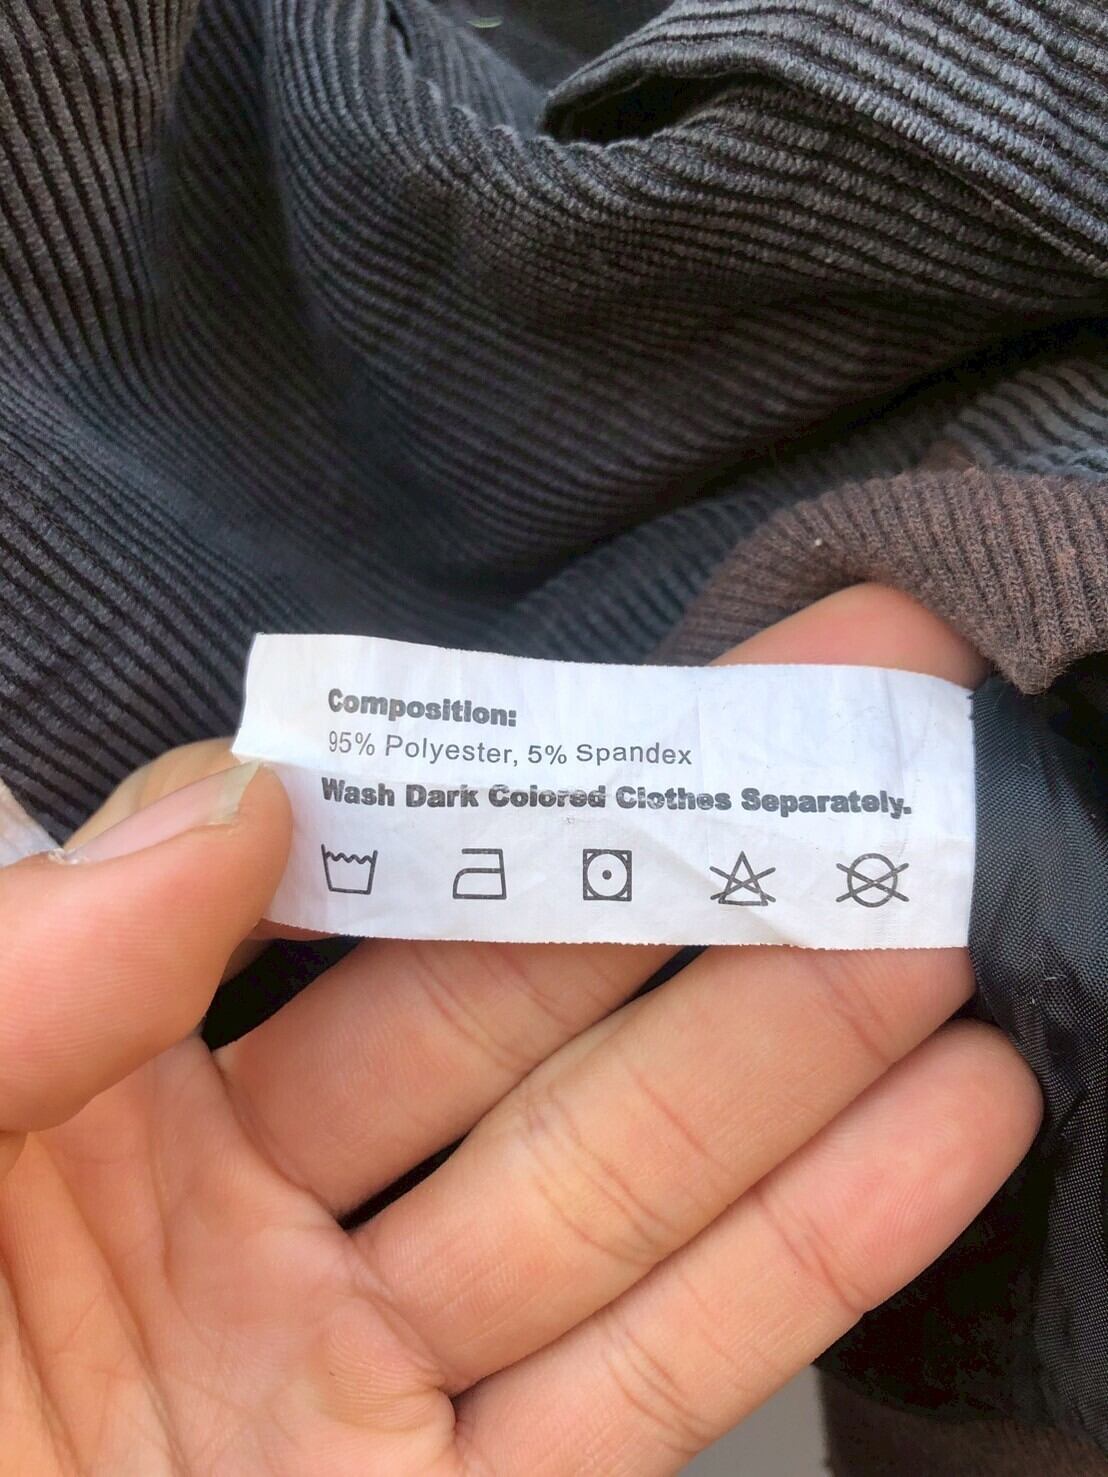 Composition:
95% Polyester, 5% Spandex
Wash Dark Colored Clothes Separately.